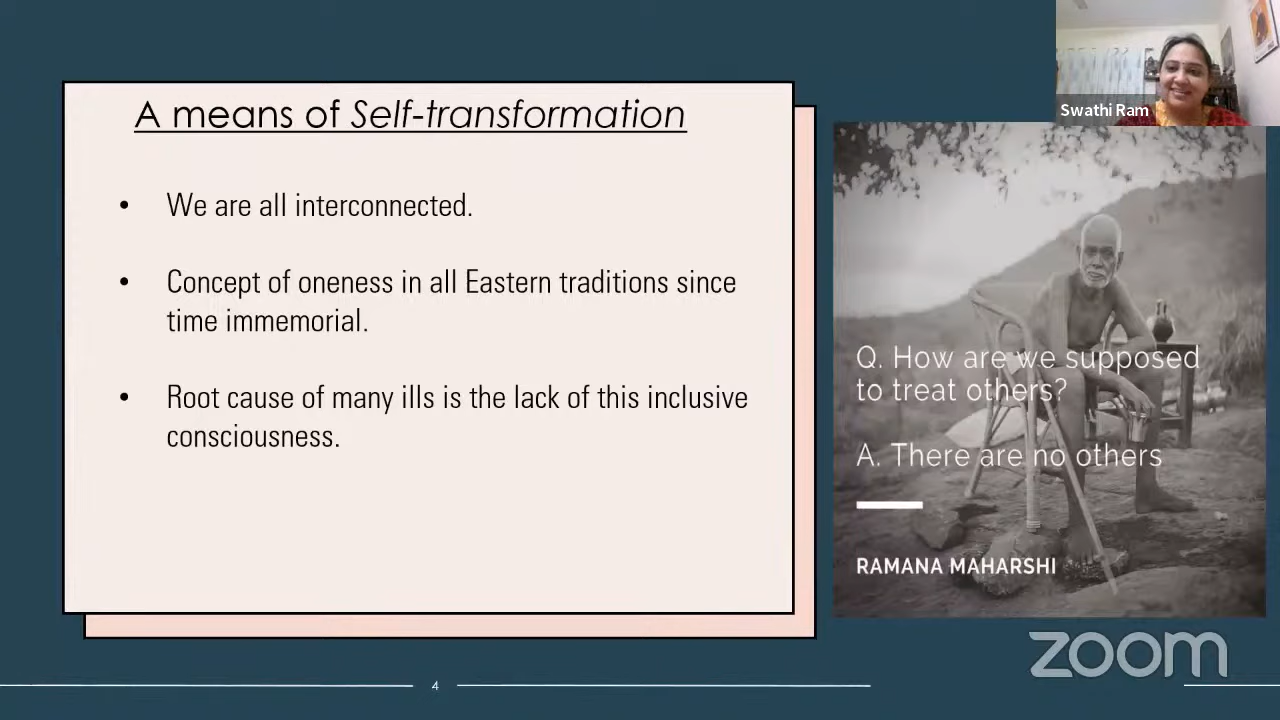 A means of Self-transformation
• We are all interconnected.
• Concept of oneness in all Eastern traditions since
time immemorial.
• Root cause of many ills is the lack of this inclusive
consciousness.
Swathi Ram
Q. How are we supposed
to treat others?
A. There are no others
RAMANA MAHARSHI
zoom
4